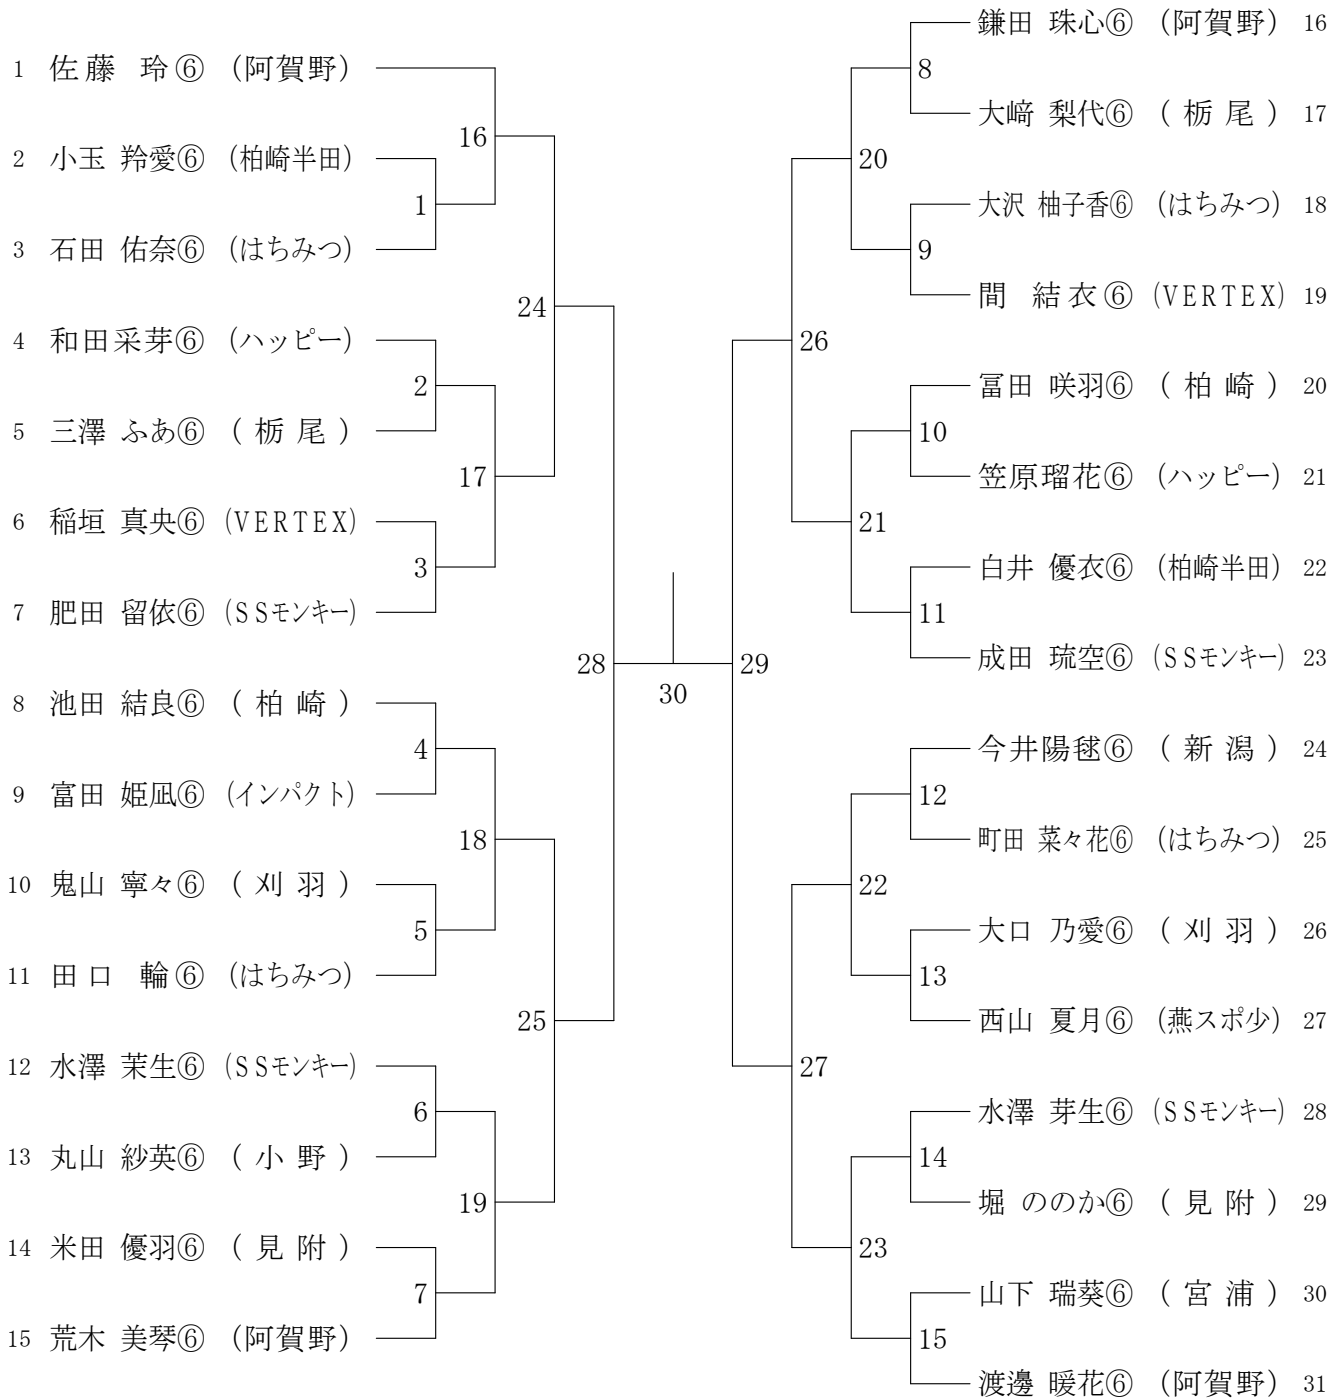 1 佐藤 玲⑥ (阿賀野)
2 小玉 羚愛⑥ (柏崎半田)
3 石田 佑奈⑥ (はちみつ)
4 和田采芽⑥ (ハッピー)
5 三澤 ふあ⑥ (栃尾)
6 稲垣 真央⑥ (VERTEX)
7 肥田 留依⑥ (SSモンキー)
8 池田 結良⑥ (柏崎)
9 富田 姫凪⑥ (インパクト)
10 鬼山 寧々⑥ (刈羽)
11 田口 輪⑥ (はちみつ)
12 水澤 茉生⑥ (SSモンキー)
13 丸山 紗英⑥ (小野)
14 米田 優羽⑥ (見附)
15 荒木 美琴⑥ (阿賀野)
1
2
3
4
5
6
7
16
17
18
19
24
25
28
30
29
26
27
20
21
22
23
8
9
10
11
12
13
14
15
鎌田 珠心⑥ (阿賀野) 16
大﨑 梨代⑥ (栃尾) 17
大沢 柚子香⑥ (はちみつ) 18
間 結衣⑥ (VERTEX) 19
冨田 咲羽⑥ (柏崎) 20
笠原瑠花⑥ (ハッピー) 21
白井 優衣⑥ (柏崎半田) 22
成田 琉空⑥ (SSモンキー) 23
今井陽毬⑥ (新潟) 24
町田 菜々花⑥ (はちみつ) 25
大口 乃愛⑥ (刈羽) 26
西山 夏月⑥ (燕スポ少) 27
水澤 芽生⑥ (SSモンキー) 28
堀 ののか⑥ (見附) 29
山下 瑞葵⑥ (宮浦) 30
渡邊 暖花⑥ (阿賀野) 31